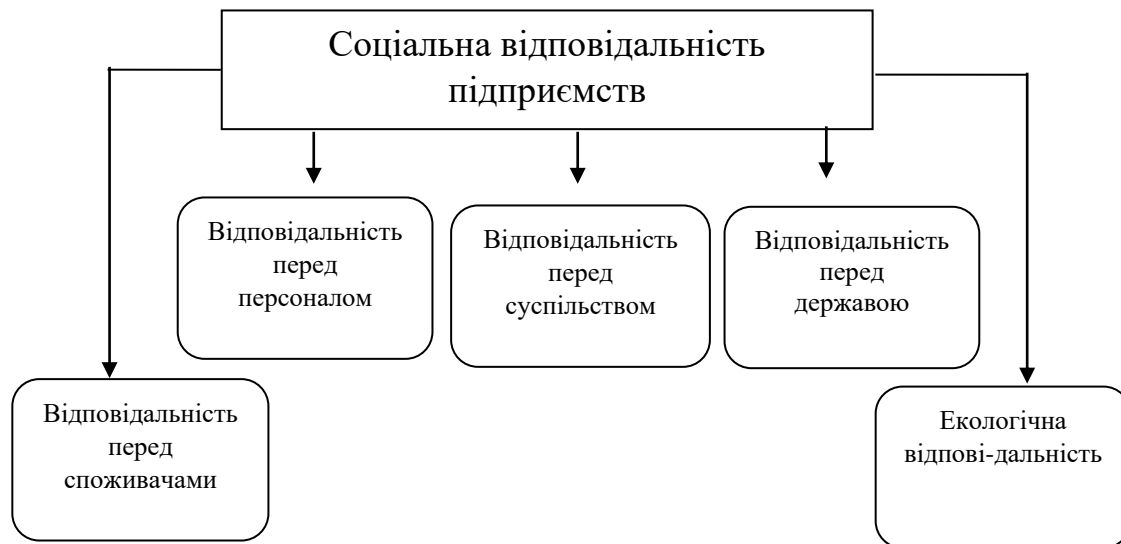 Соціальна відповідальність
підприємств
Відповідальність
перед
персоналом
Відповідальність
перед
суспільством
Відповідальність
перед
державою
Відповідальність
перед
споживачами
Екологічна
відпові-дальність